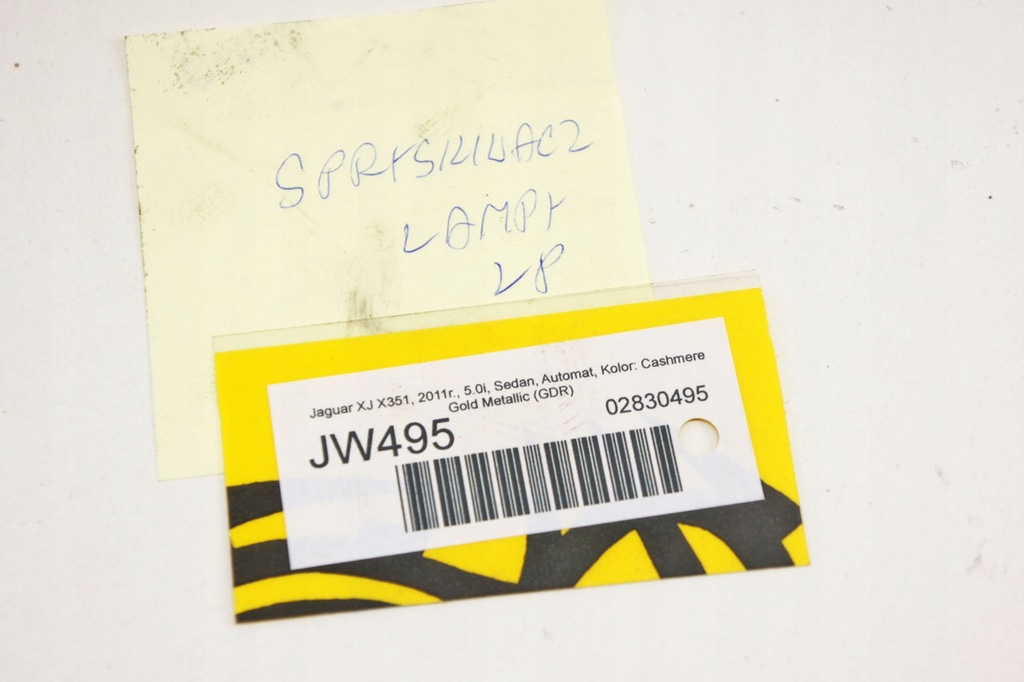 SPRYSKIWACZ
LAMPY
LP
Jaguar XJ X351, 2011r., 5.0i, Sedan, Automat, Kolor: Cashmere
Gold Metallic (GDR)
JW495
02830495